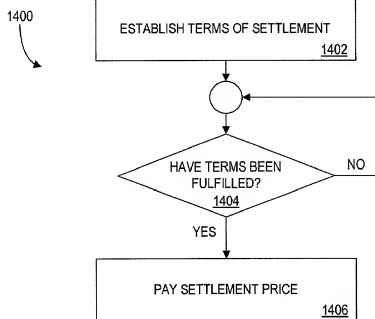 1400
ESTABLISH TERMS OF SETTLEMENT
1402
HAVE TERMS BEEN
FULFILLED?
1404
NO
YES
PAY SETTLEMENT PRICE
1406